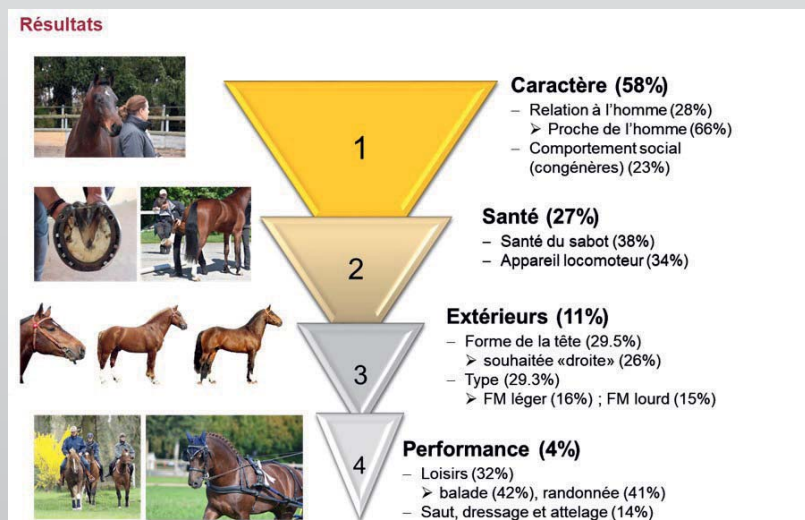 Résultats
1
Caractère (58%)
– Relation à l’homme (28%)
➢ Proche de l’homme (66%)
– Comportement social
(congénères) (23%)
2
Santé (27%)
– Santé du sabot (38%)
– Appareil locomoteur (34%)
3
Extérieurs (11%)
– Forme de la tête (29.5%)
➢ souhaitée «droite» (26%)
– Type (29.3%)
➢ FM léger (16%) ; FM lourd (15%)
4
Performance (4%)
– Loisirs (32%)
➢ balade (42%), randonnée (41%)
– Saut, dressage et attelage (14%)